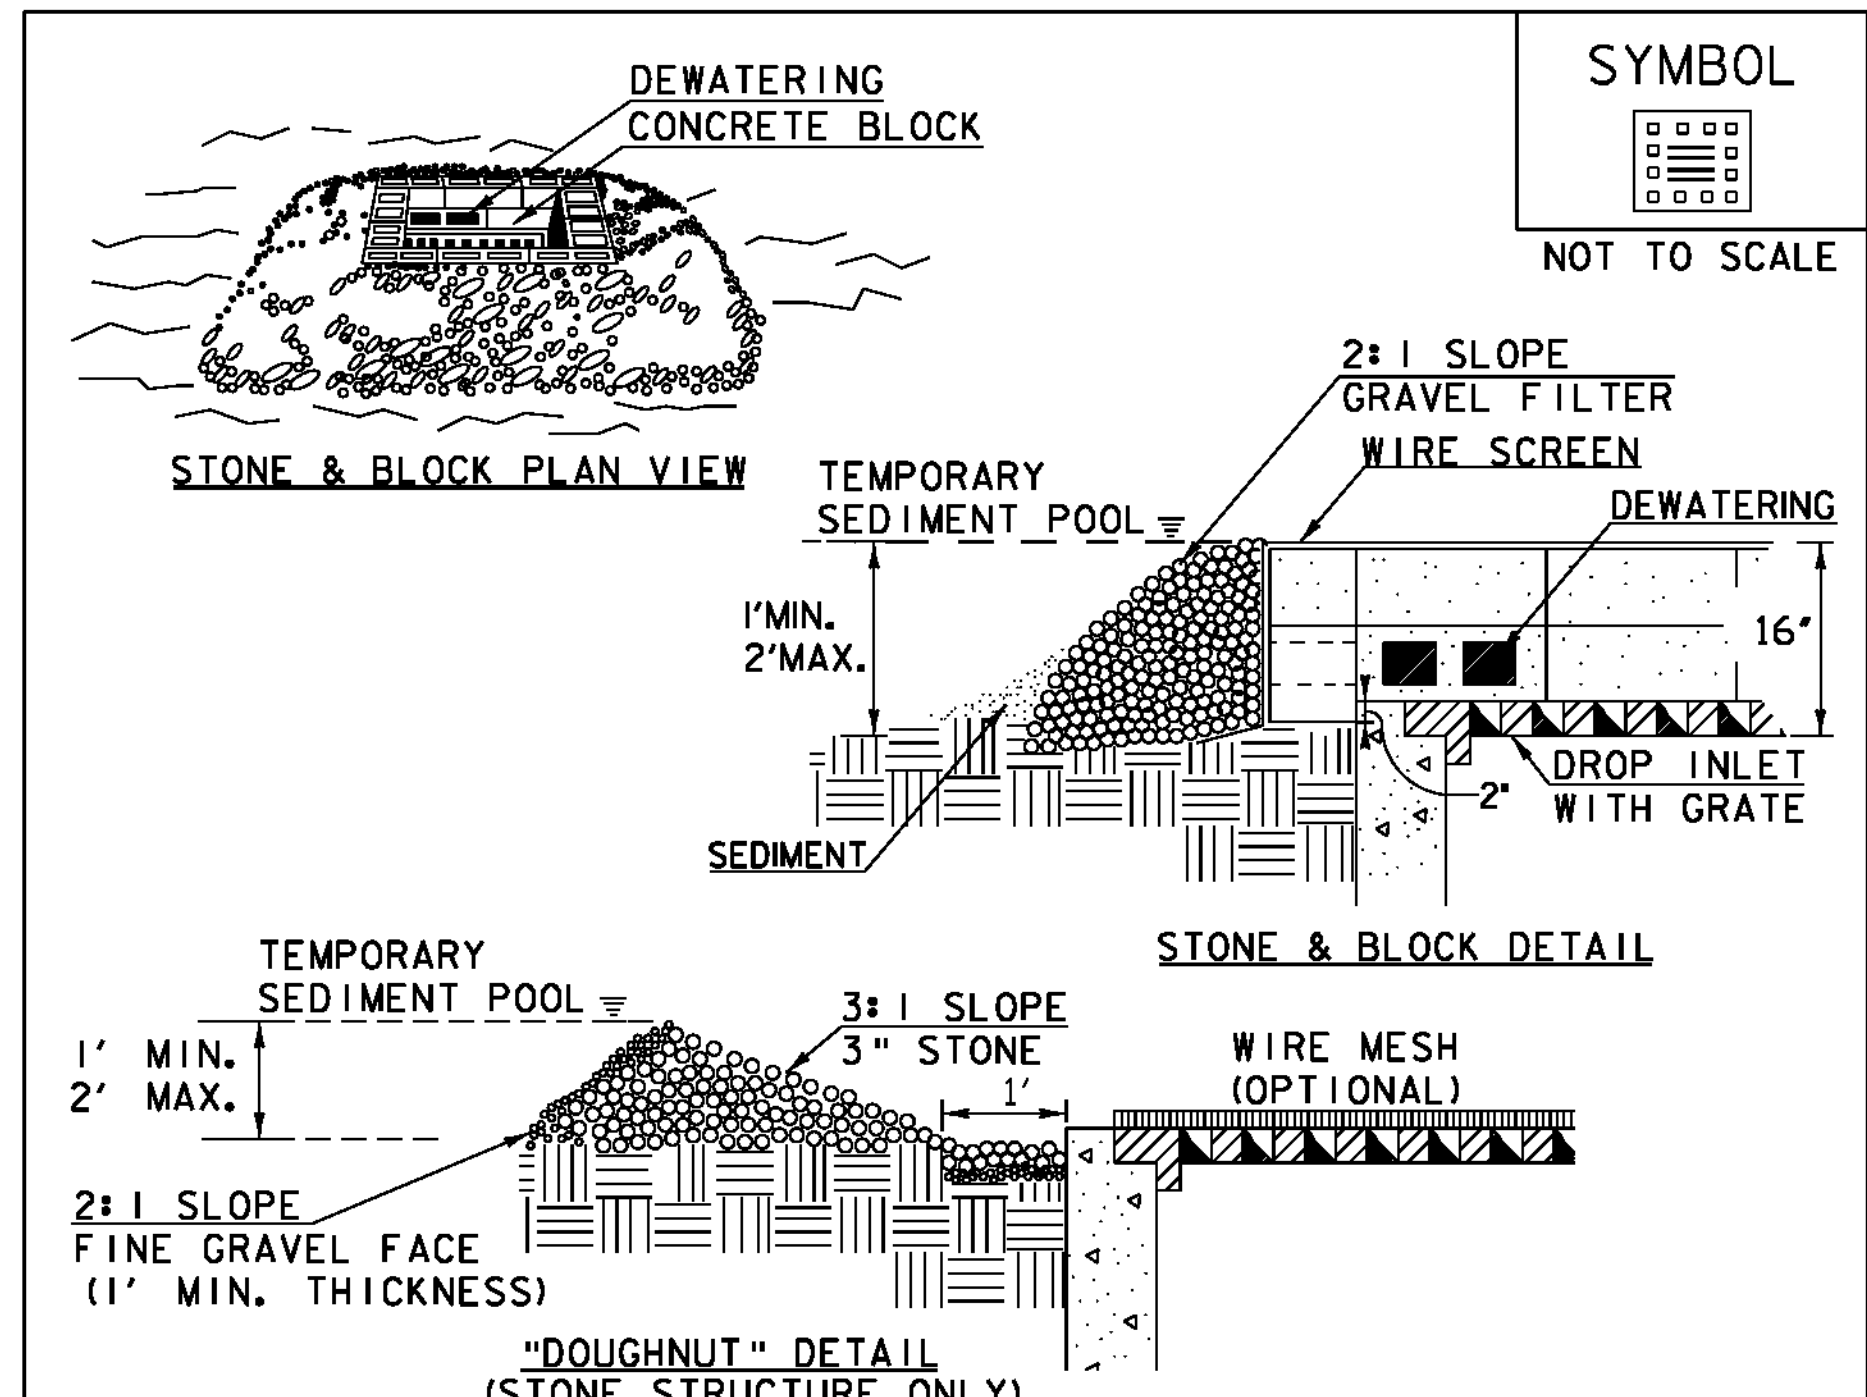 DEWATERING
CONCRETE BLOCK
SYMBOL
NOT TO SCALE
STONE & BLOCK PLAN VIEW
2:1 SLOPE
GRAVEL FILTER
WIRE SCREEN
TEMPORARY
SEDIMENT POOL
DEWATERING
1'MIN.
2'MAX.
16"
DROP INLET
WITH GRATE
2"
SEDIMENT
STONE & BLOCK DETAIL
TEMPORARY
SEDIMENT POOL
3:1 SLOPE
3" STONE
1'
1' MIN.
2' MAX.
WIRE MESH
(OPTIONAL)
2:1 SLOPE
FINE GRAVEL FACE
(1' MIN. THICKNESS)
"DOUGHNUT" DETAIL
(STONE STRUCTURE ONLY)